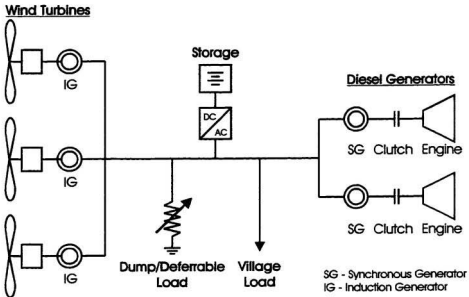 Wind Turbines
IG
Storage
DC
AC
Diesel Generators
SG Clutch Engine
IG
SG Clutch Engine
IG
Dump/Deferrable
Load
Village
Load
SG - Synchronous Generator
IG - Induction Generator